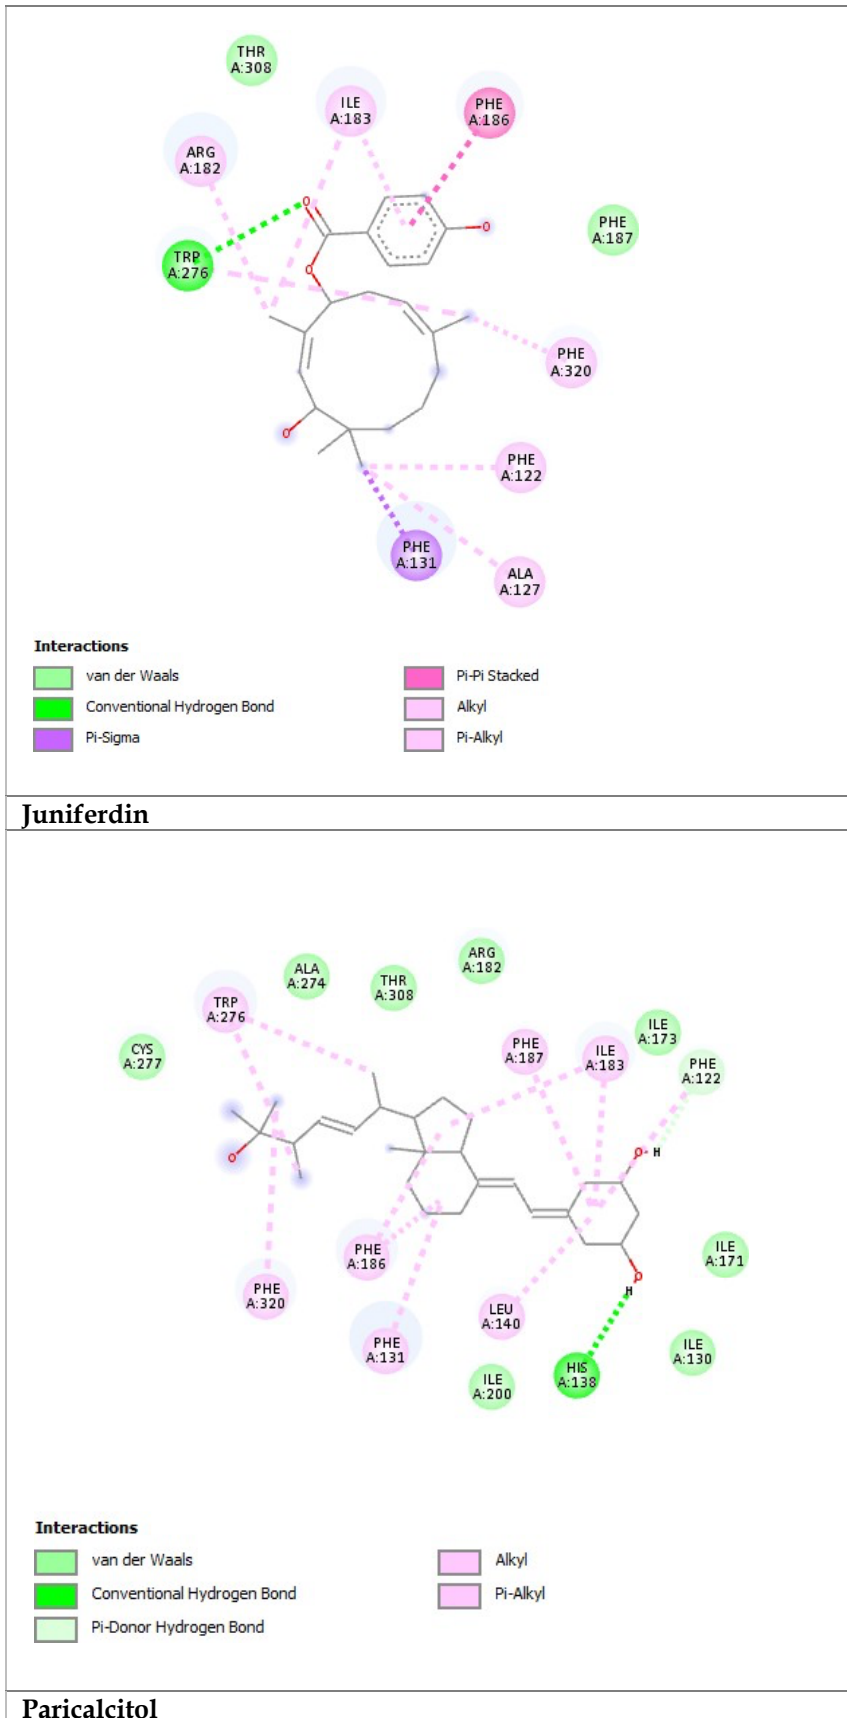 THR
A:308
ILE
A:183
PHE
A:186
ARG
A:182
O
PHE
A:187
O
TRP
A:276
O
PHE
A:320
O
PHE
A:122
PHE
A:131
ALA
A:127
Interactions
van der Waals
Conventional Hydrogen Bond
Pi-Sigma
Pi-Pi Stacked
Alkyl
Pi-Alkyl
Juniferdin
ARG
A:182
ALA
A:274
THR
A:308
TRP
A:276
ILE
A:173
CYS
A:277
PHE
A:187
ILE
A:183
PHE
A:122
O H
O
PHE
A:186
ILE
A:171
O
H
PHE
A:320
LEU
A:140
PHE
A:131
ILE
A:130
HIS
A:138
ILE
A:200
Interactions
van der Waals
Conventional Hydrogen Bond
Pi-Donor Hydrogen Bond
Alkyl
Pi-Alkyl
Paricalcitol